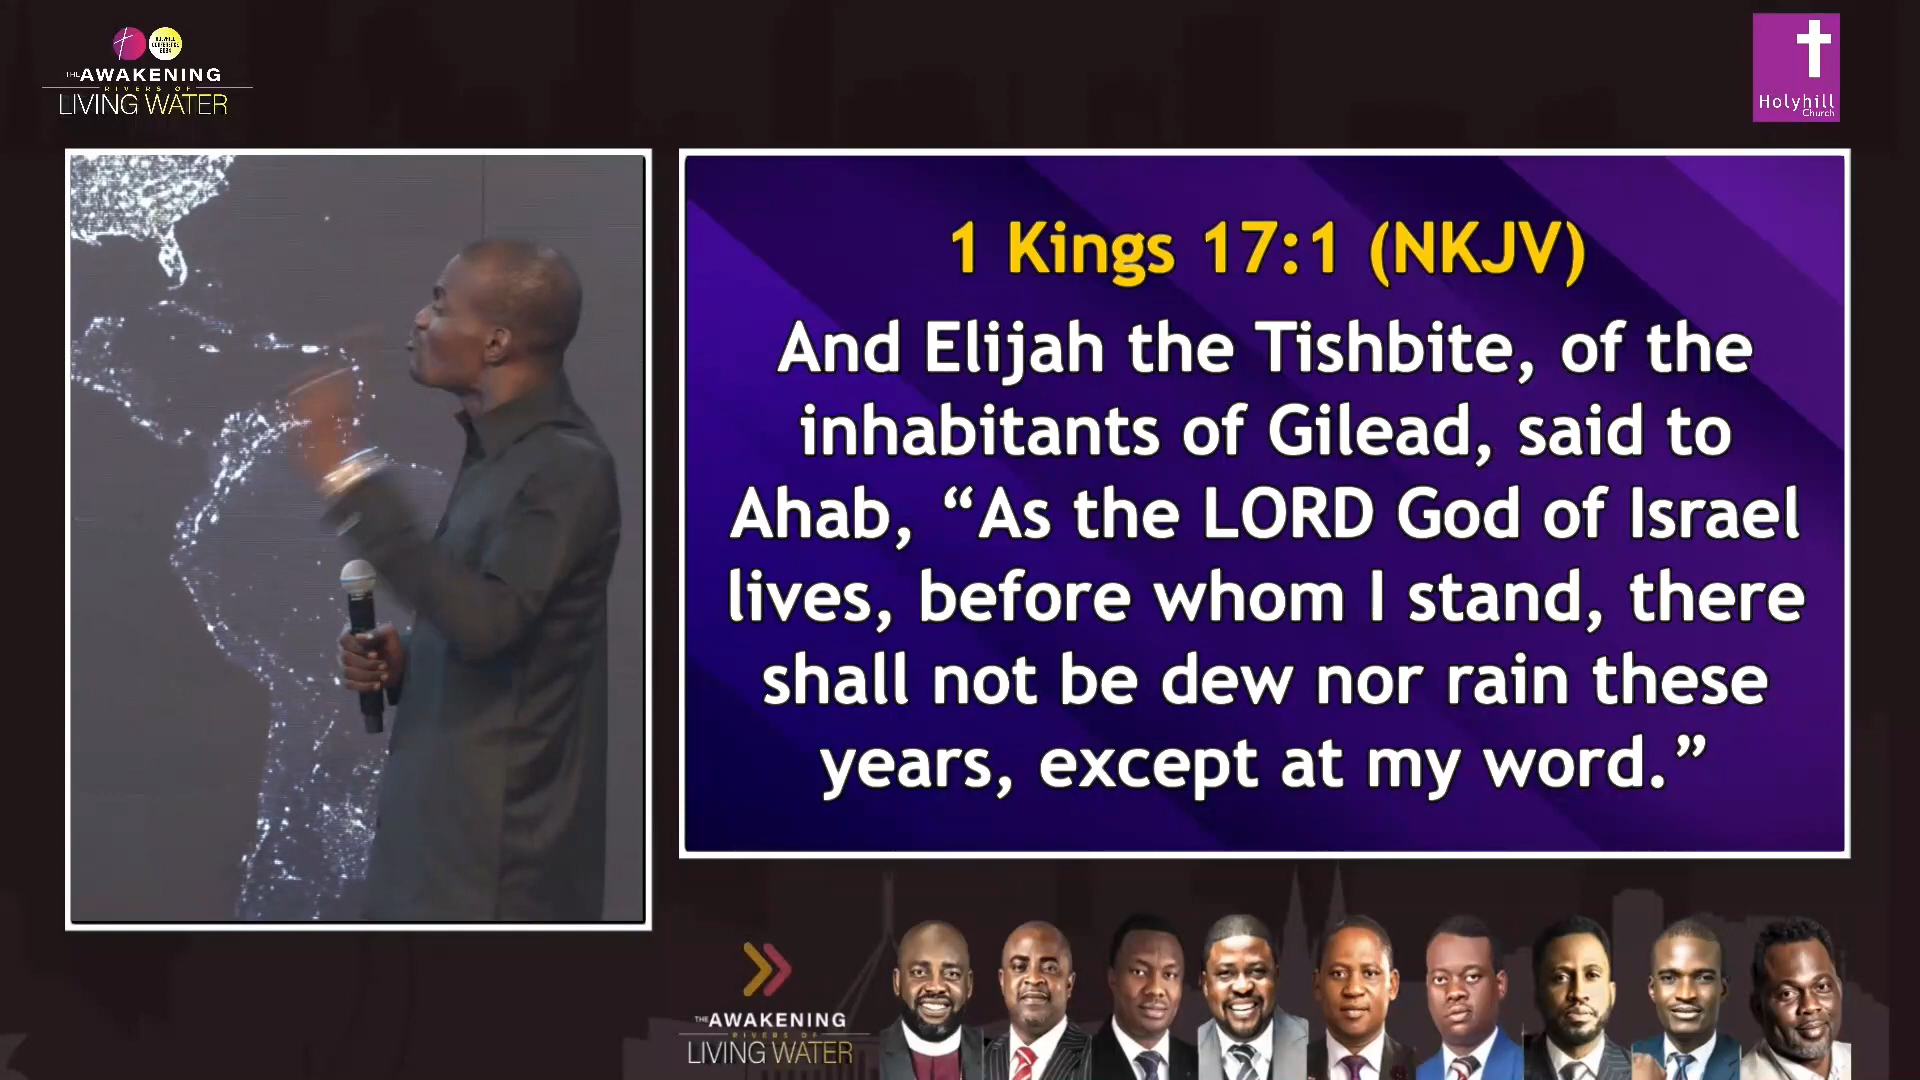 THE AWAKENING
RIVERS OF
LIVING WATER
Holyhill
Church
1 Kings 17:1 (NKJV)
And Elijah the Tishbite, of the
inhabitants of Gilead, said to
Ahab, “As the LORD God of Israel
lives, before whom I stand, there
shall not be dew nor rain these
years, except at my word.”
THE AWAKENING
RIVERS OF
LIVING WATER